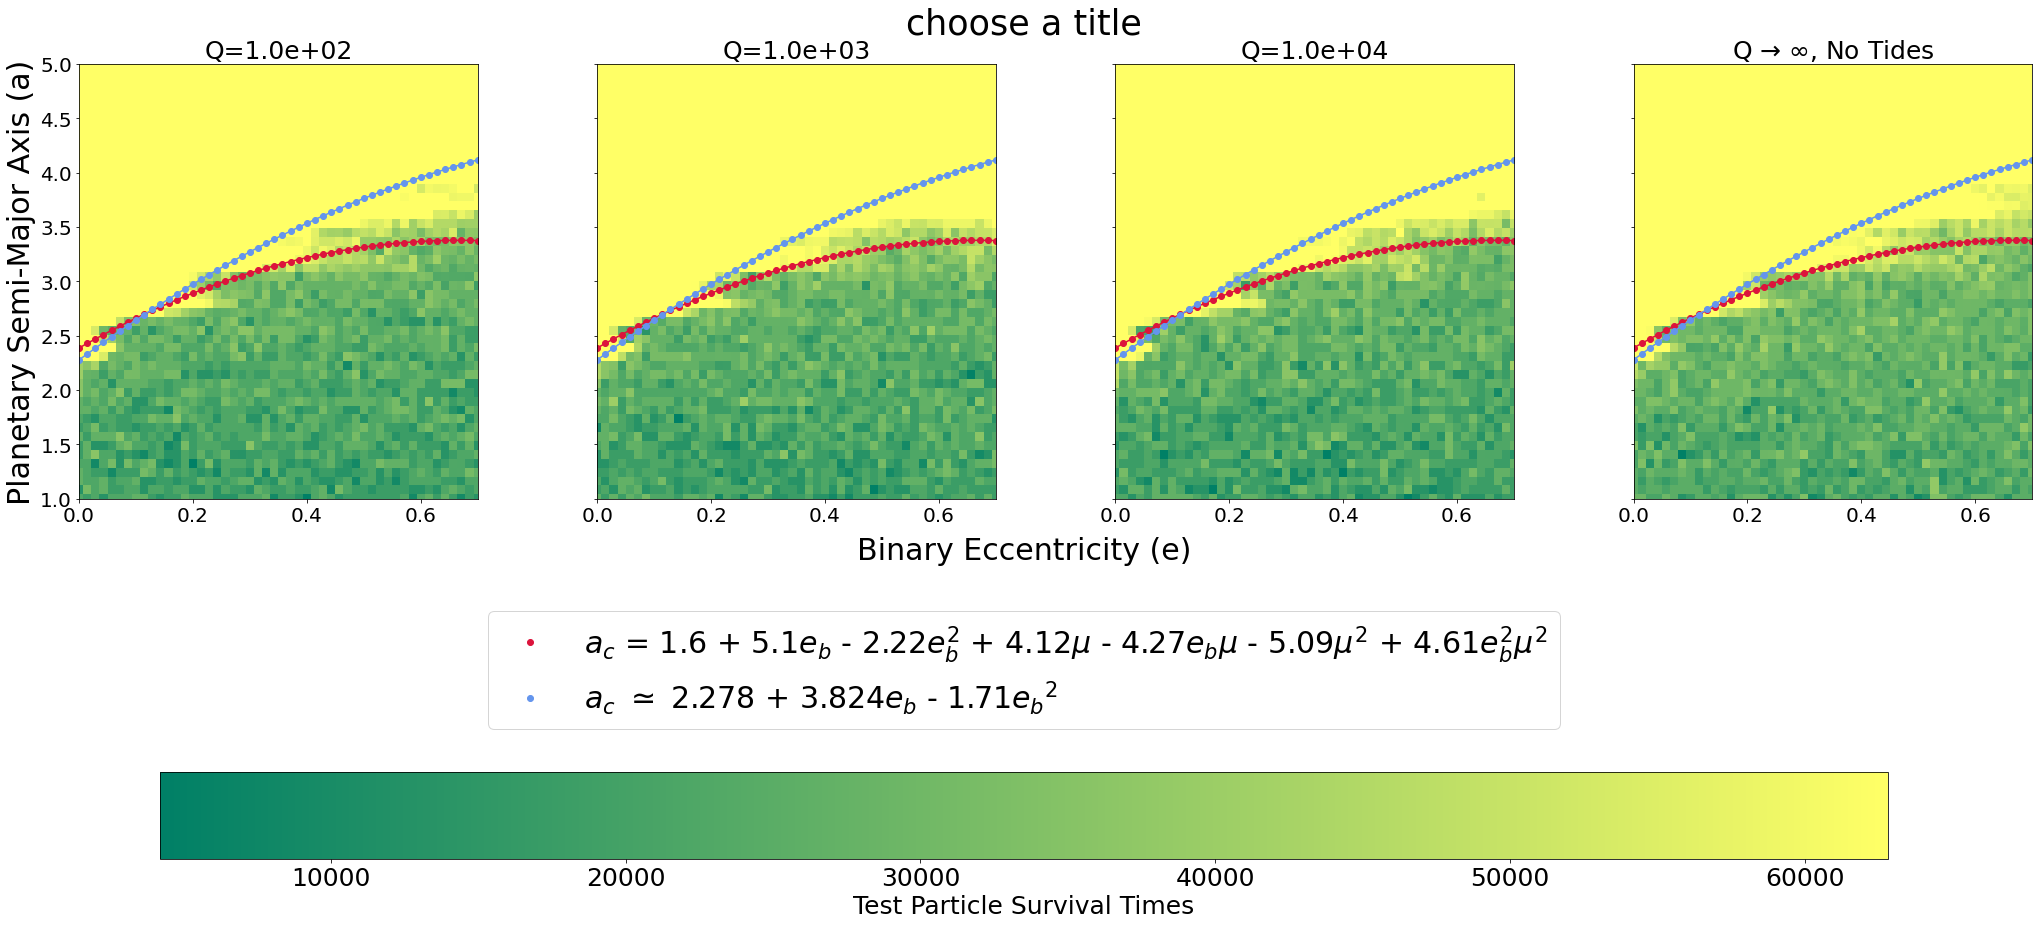 choose a title
Q=1.0e+02
Q=1.0e+03
Q=1.0e+04
Q → ∞, No Tides
Planetary Semi-Major Axis (a)
5.0
4.5
4.0
3.5
3.0
2.5
2.0
1.5
1.0
0.0 0.2 0.4 0.6
0.0 0.2 0.4 0.6
0.0 0.2 0.4 0.6
0.0 0.2 0.4 0.6
Binary Eccentricity (e)
a_c = 1.6 + 5.1e_b - 2.22e_b^2 + 4.12μ - 4.27e_bμ - 5.09μ^2 + 4.61e_b^2μ^2
a_c ≃ 2.278 + 3.824e_b - 1.71e_b^2
10000 20000 30000 40000 50000 60000
Test Particle Survival Times